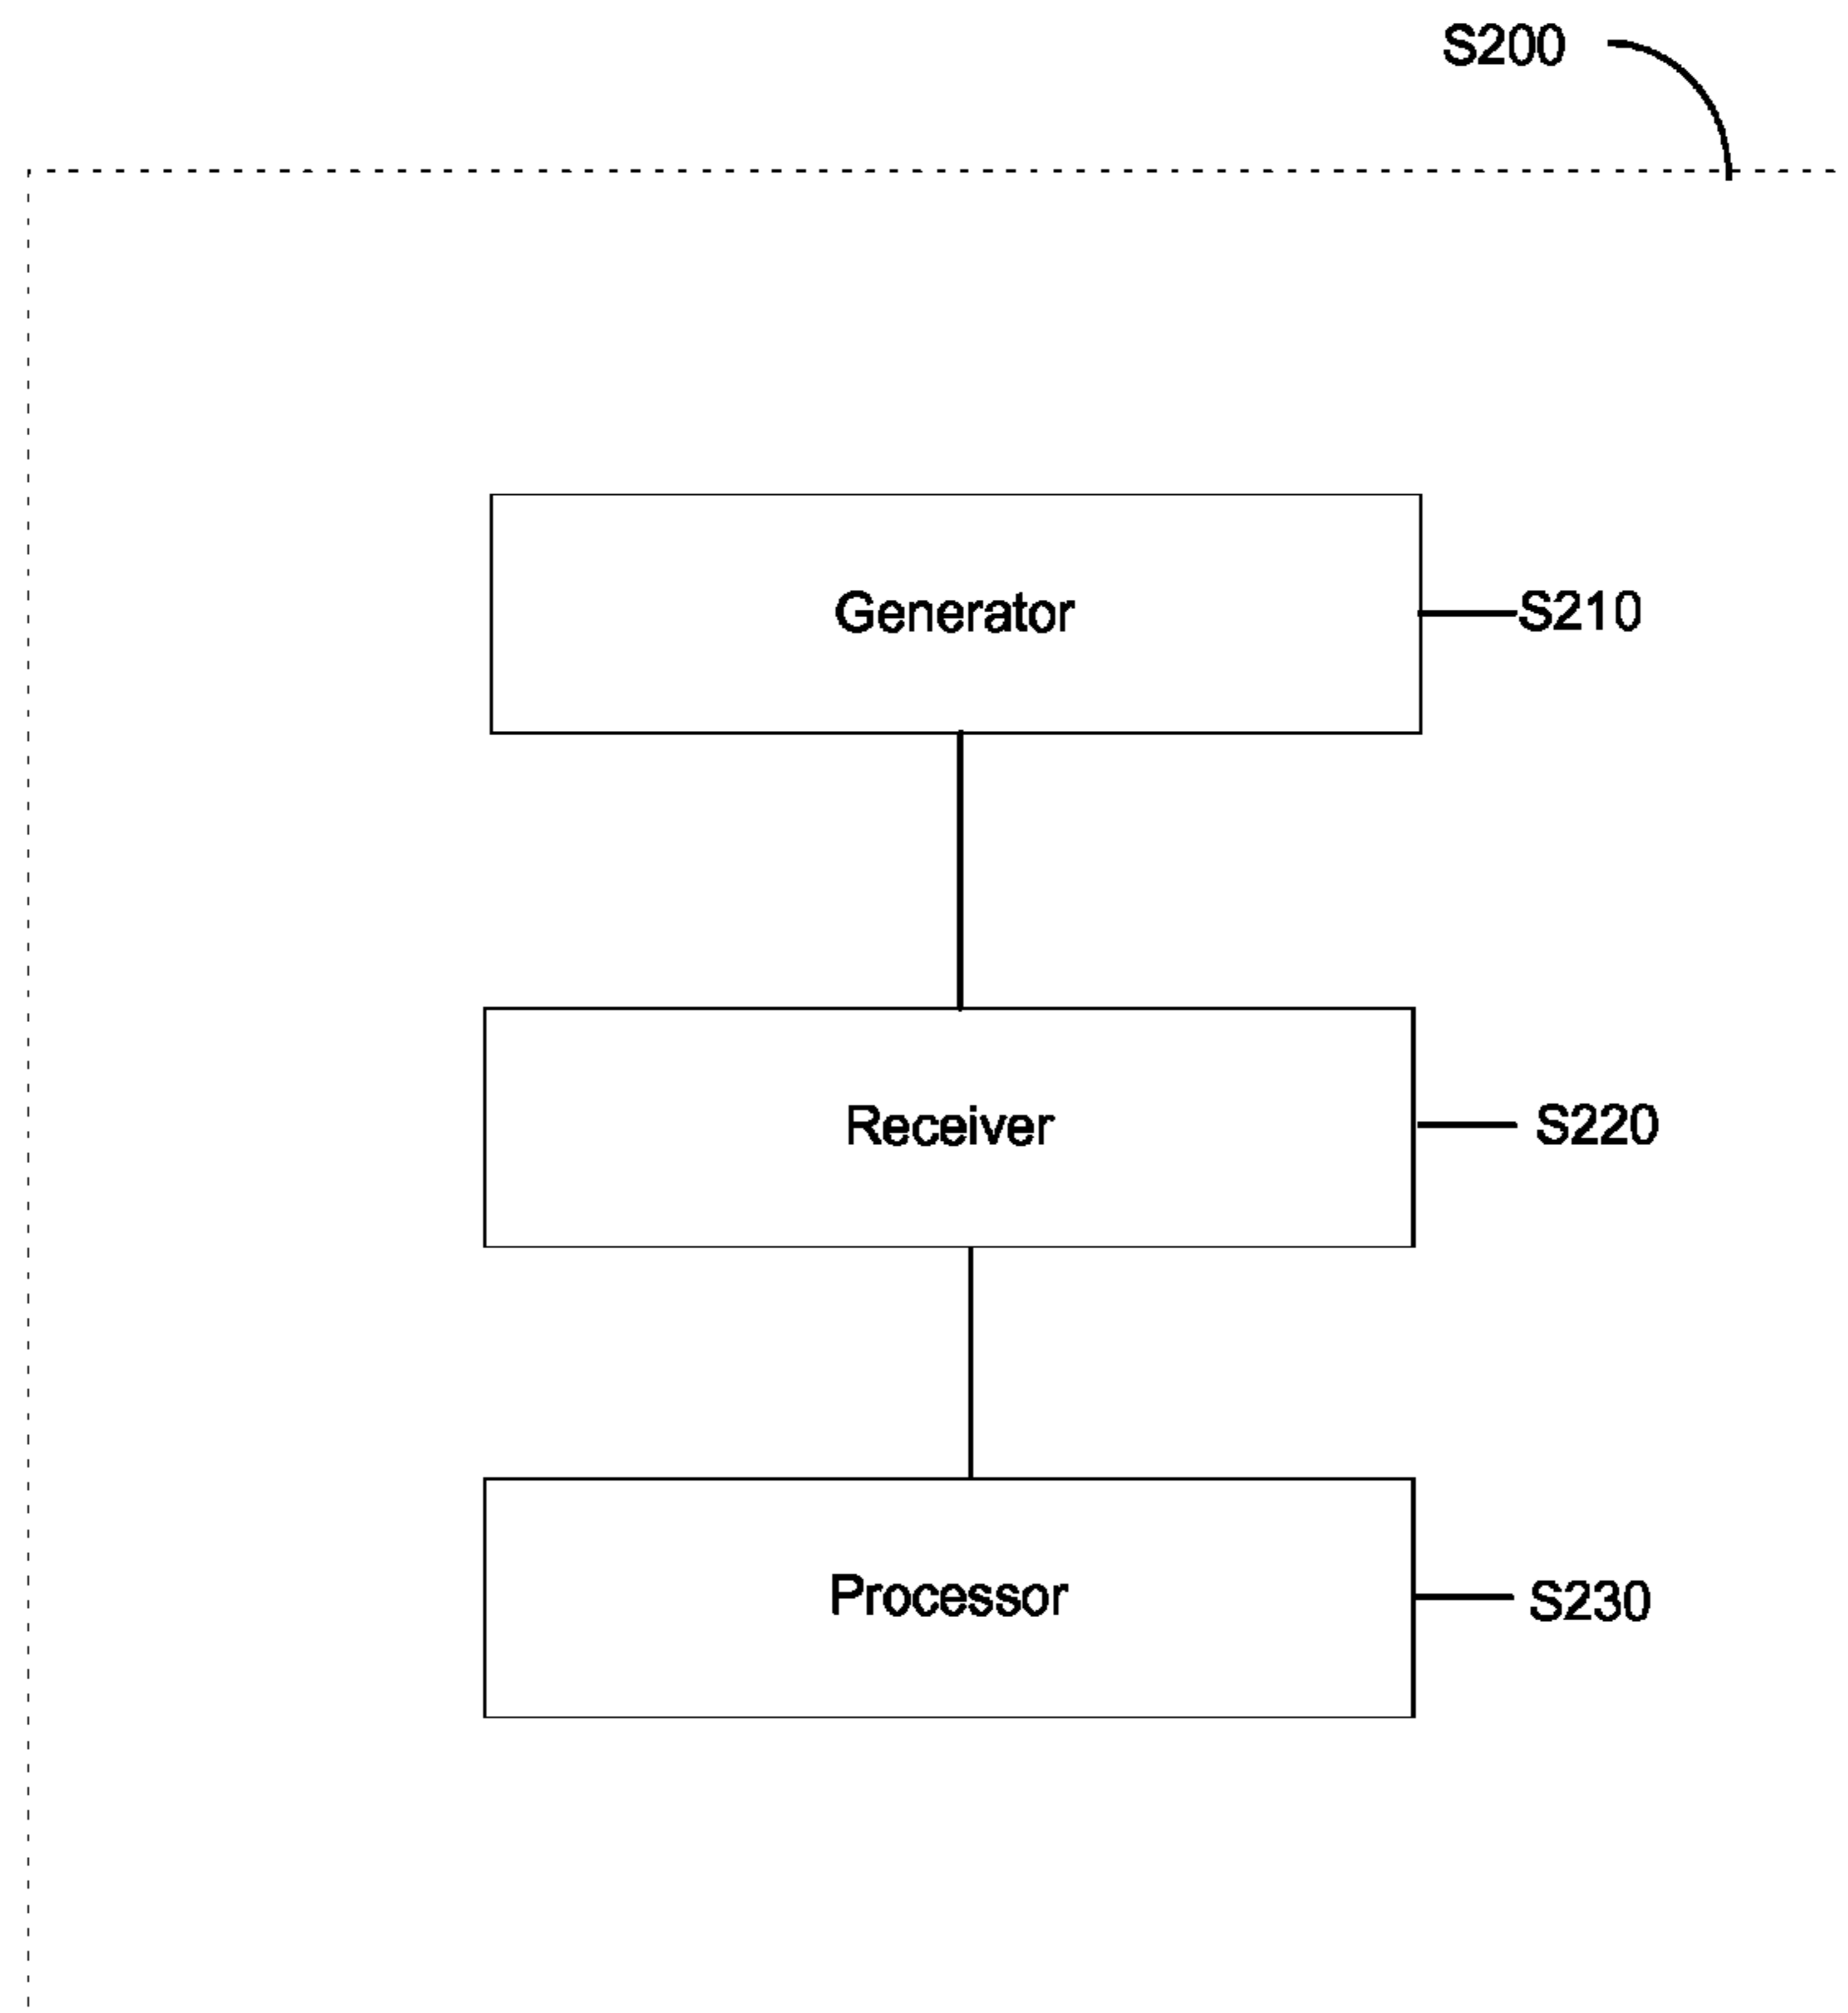 S200
Generator
S210
Receiver
S220
Processor
S230